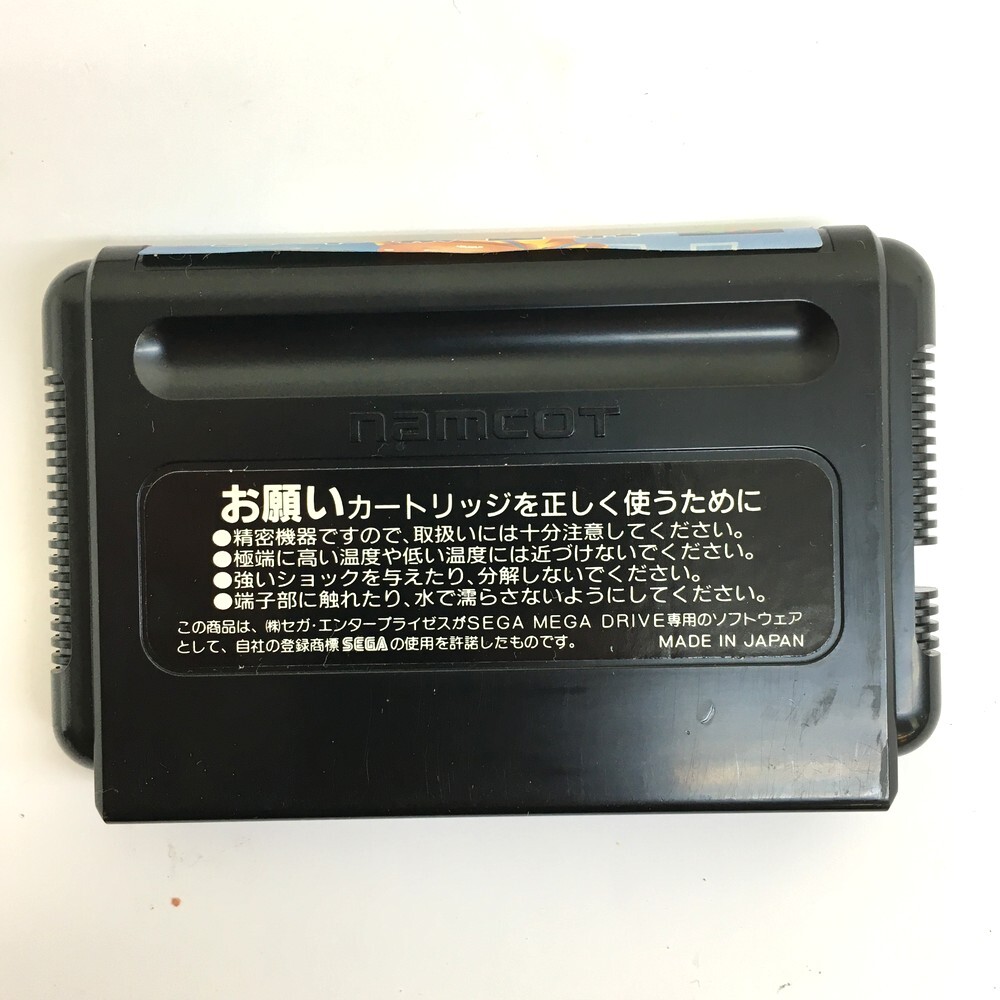 namcot
お願いカートリッジを正しく使うために
●精密機器ですので、取扱いには十分注意してください。
●極端に高い温度や低い温度には近づけないでください。
●強いショックを与えたり、分解しないでください。
●端子部に触れたり、水で濡らさないようにしてください。
この商品は、㈱セガ・エンタープライゼスがSEGA MEGA DRIVE専用のソフトウェア
として、自社の登録商標SEGAの使用を許諾したものです。 MADE IN JAPAN